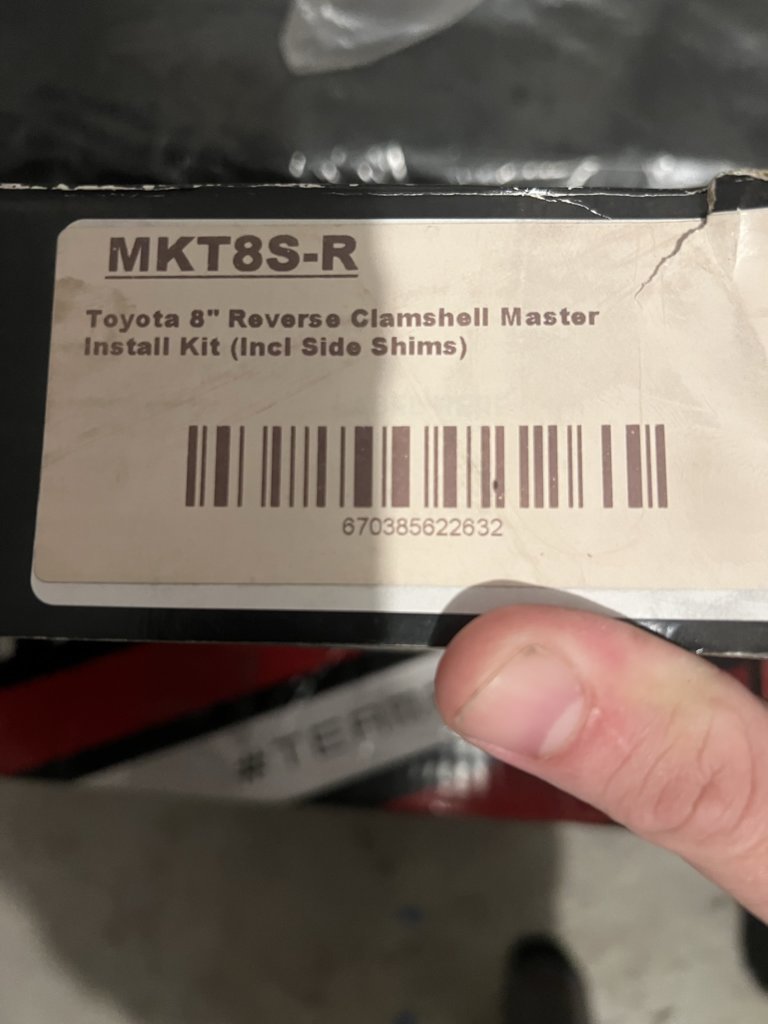 MKT8S-R
Toyota 8" Reverse Clamshell Master
Install Kit (Incl Side Shims)
670385622632